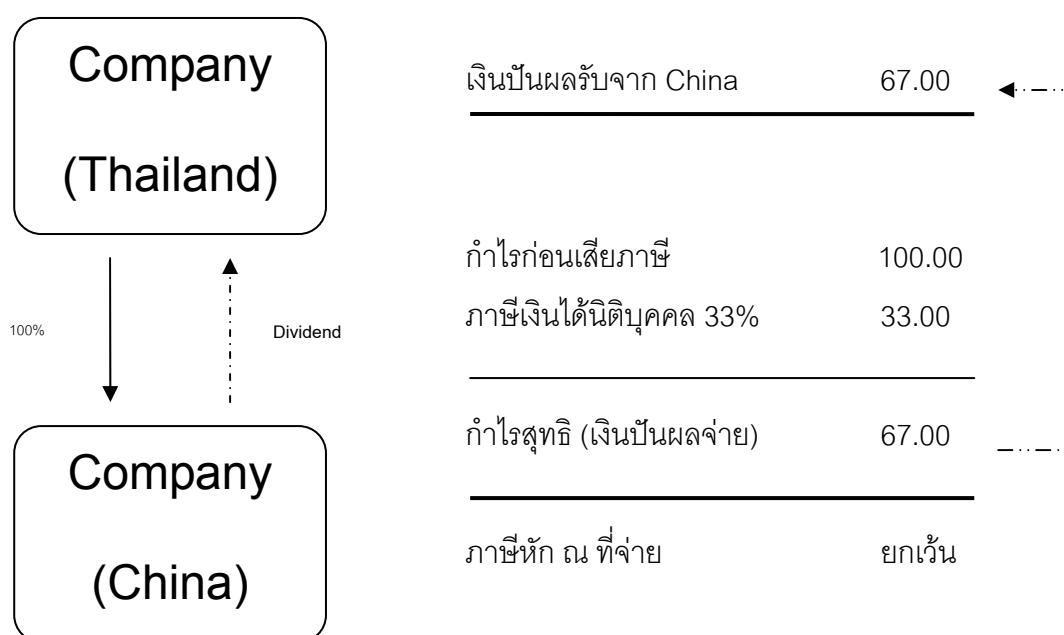 Company
(Thailand)
เงินปันผลรับจาก China 67.00
กำไรก่อนเสียภาษี 100.00
ภาษีเงินได้นิติบุคคล 33% 33.00
100%
Dividend
กำไรสุทธิ (เงินปันผลจ่าย) 67.00
Company
(China)
ภาษีหัก ณ ที่จ่าย ยกเว้น